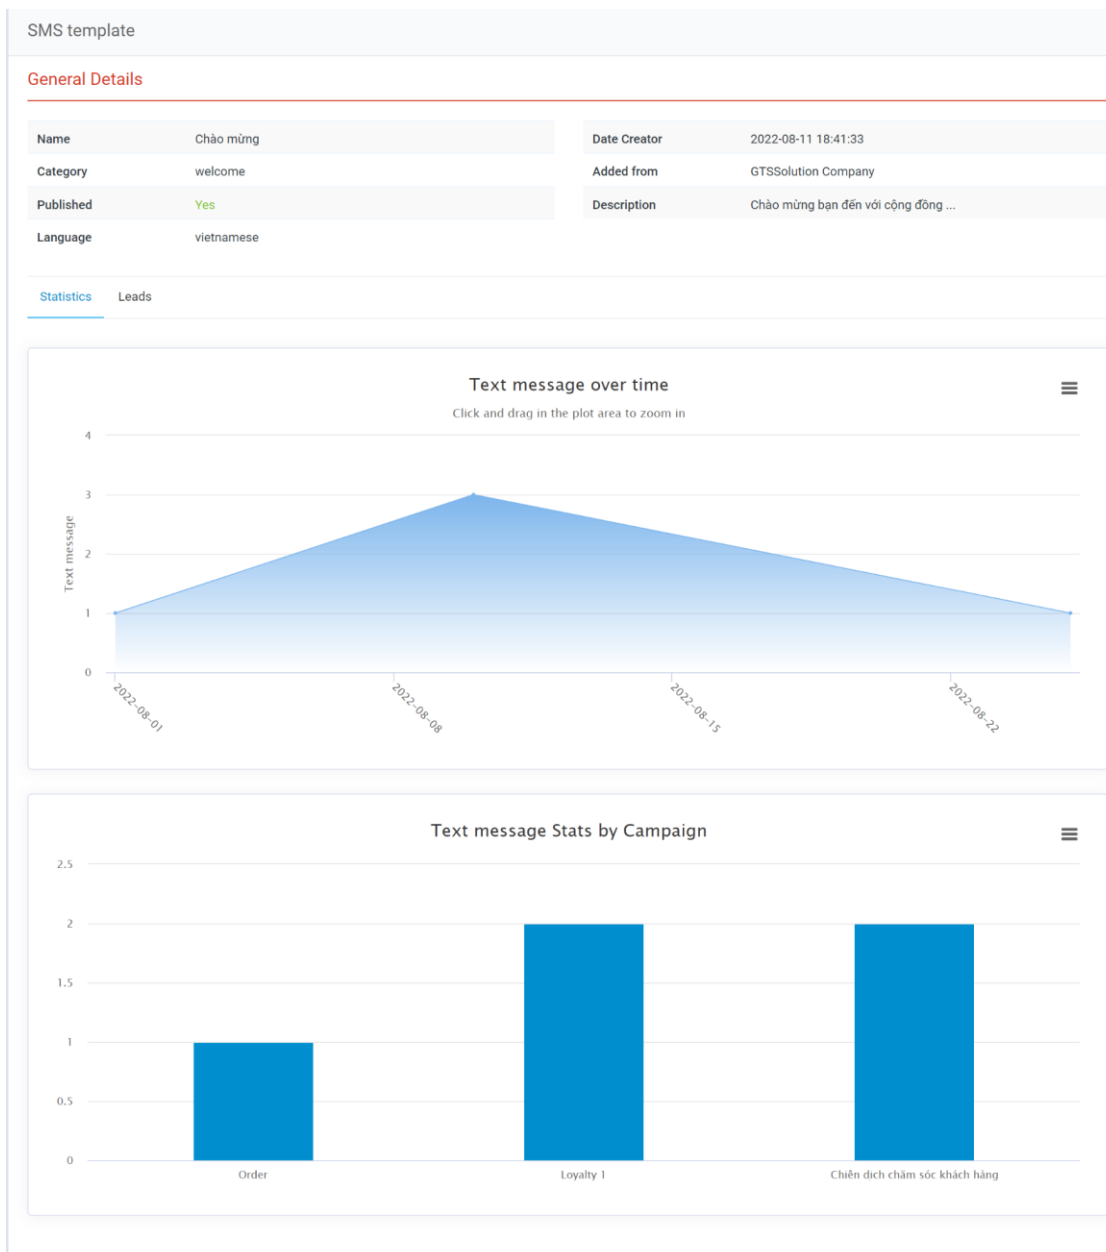 SMS template
General Details
Name Chào mừng Date Creator 2022-08-11 18:41:33
Category welcome Added from GTSSolution Company
Published Yes Description Chào mừng bạn đến với cộng đồng ...
Language vietnamese
Statistics Leads
Text message over time
Click and drag in the plot area to zoom in
4
3
2
1
0
Text message
2022-08-01
2022-08-08
2022-08-15
2022-08-22
Text message Stats by Campaign
2.5
2
1.5
1
0.5
0
Order
Loyalty 1
Chiến dịch chăm sóc khách hàng